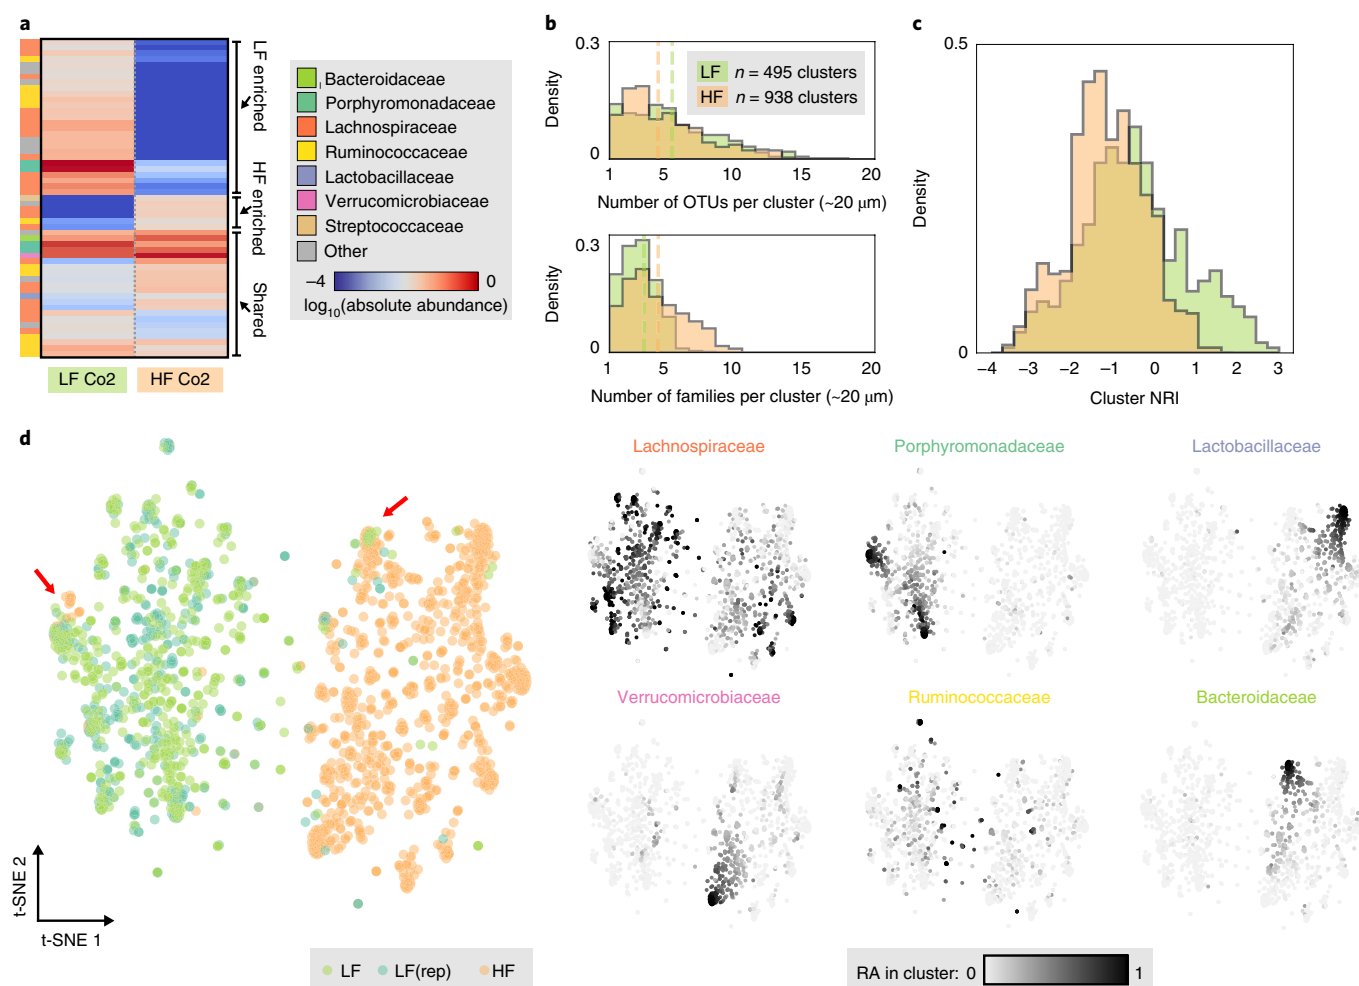 a
LF enriched
HF enriched
Shared
LF Co2
HF Co2
Bacteroidaceae
Porphyromonadaceae
Lachnospiraceae
Ruminococcaceae
Lactobacillaceae
Verrucomicrobiaceae
Streptococcaceae
Other
–4
0
log10(absolute abundance)
b
0.3
Density
0
LF n = 495 clusters
HF n = 938 clusters
1 5 10 15 20
Number of OTUs per cluster (~20 μm)
0.3
Density
0
1 5 10 15 20
Number of families per cluster (~20 μm)
c
0.5
Density
0
–4 –3 –2 –1 0 1 2 3
Cluster NRI
d
t-SNE 2
t-SNE 1
LF LF(rep) HF
Lachnospiraceae
Porphyromonadaceae
Lactobacillaceae
Verrucomicrobiaceae
Ruminococcaceae
Bacteroidaceae
RA in cluster: 0 1